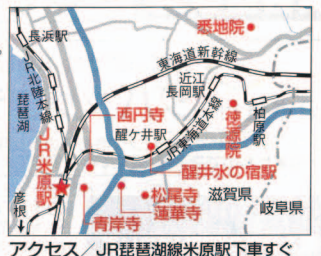 悉地院
長浜駅
東海道新幹線
JR北陸本線
近江
長岡駅
琵琶湖
西円寺
徳源院
柏原駅
醒ケ井駅
JR東海道本線
JR米原駅
醒井水の宿駅
松尾寺
滋賀県
蓮華寺
岐阜県
彦根
青岸寺
アクセス/JR琵琶湖線米原駅下車すぐ